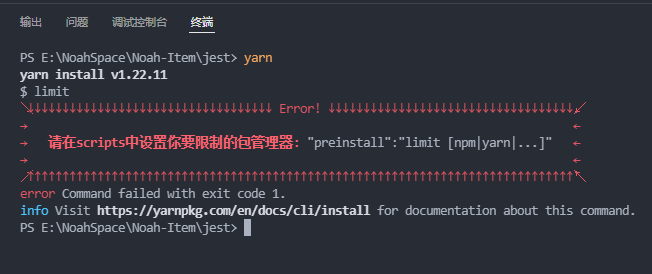 输出 问题 调试控制台 终端
PS E:\NoahSpace\Noah-Item\jest> yarn
yarn install v1.22.11
$ limit
↘↓↓↓↓↓↓↓↓↓↓↓↓↓↓↓↓↓↓↓↓↓↓↓↓↓↓↓↓↓↓↓↓↓↓↓ Error! ↓↓↓↓↓↓↓↓↓↓↓↓↓↓↓↓↓↓↓↓↓↓↓↓↓↓↓↓↓↓↓↓↓↓↓↙
→ ←
→ 请在scripts中设置你要限制的包管理器: "preinstall":"limit [npm|yarn|...]" ←
→ ←
↗↑↑↑↑↑↑↑↑↑↑↑↑↑↑↑↑↑↑↑↑↑↑↑↑↑↑↑↑↑↑↑↑↑↑↑↑↑↑↑↑↑↑↑↑↑↑↑↑↑↑↑↑↑↑↑↑↑↑↑↑↑↑↑↑↑↑↑↑↑↑↑↑↑↑↑↑↑↑↖
error Command failed with exit code 1.
info Visit https://yarnpkg.com/en/docs/cli/install for documentation about this command.
PS E:\NoahSpace\Noah-Item\jest>